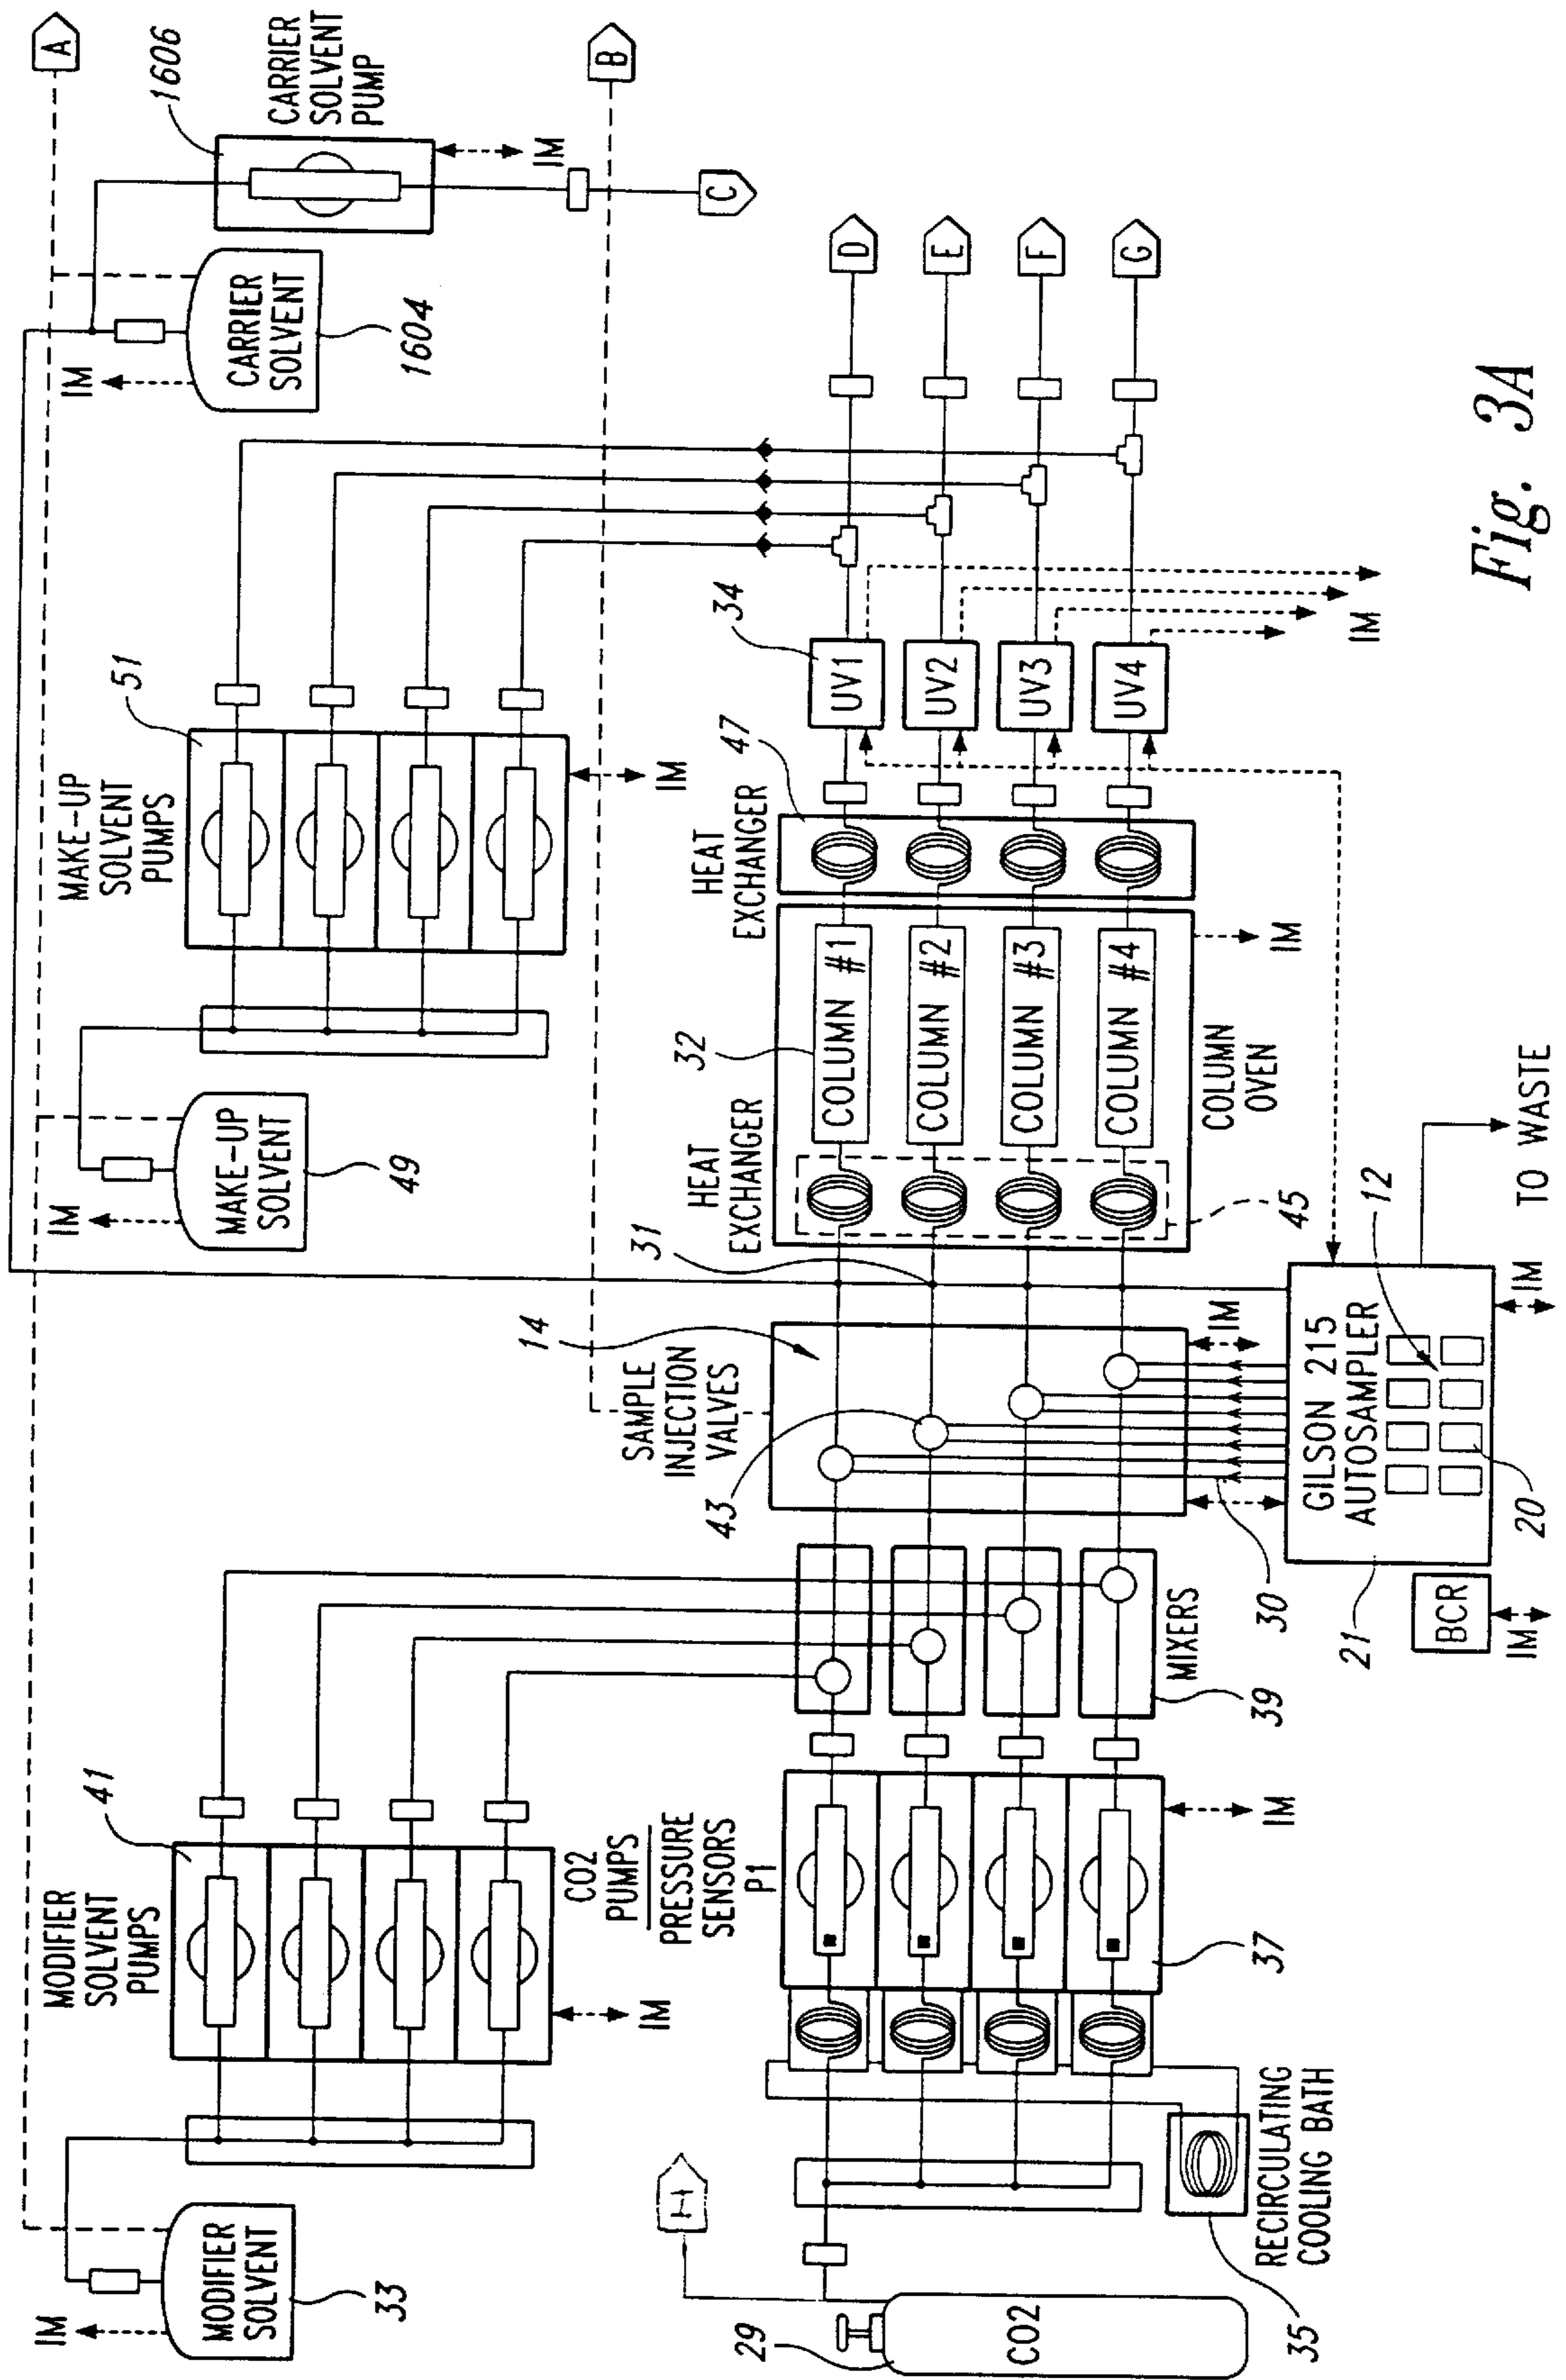 A
1606
CARRIER
SOLVENT
PUMP
IM
B
C
IM
CARRIER
SOLVENT
1604
D
E
F
G
MAKE-UP
SOLVENT
PUMPS
51
IM
IM
MAKE-UP
SOLVENT
49
34
UV1
UV2
UV3
UV4
IM
47
HEAT
EXCHANGER
32
COLUMN #1
COLUMN #2
COLUMN #3
COLUMN #4
IM
COLUMN
OVEN
HEAT
EXCHANGER
45
31
14
SAMPLE
INJECTION
VALVES
43
IM
GILSON 215
AUTOSAMPLER
12
20
21
30
TO WASTE
IM
BCR
IM
MODIFIER
SOLVENT
PUMPS
41
IM
IM
MODIFIER
SOLVENT
33
MIXERS
39
CO2
PUMPS
PRESSURE
SENSORS
P1
IM
37
H
RECIRCULATING
COOLING BATH
35
29
CO2
Fig. 3A